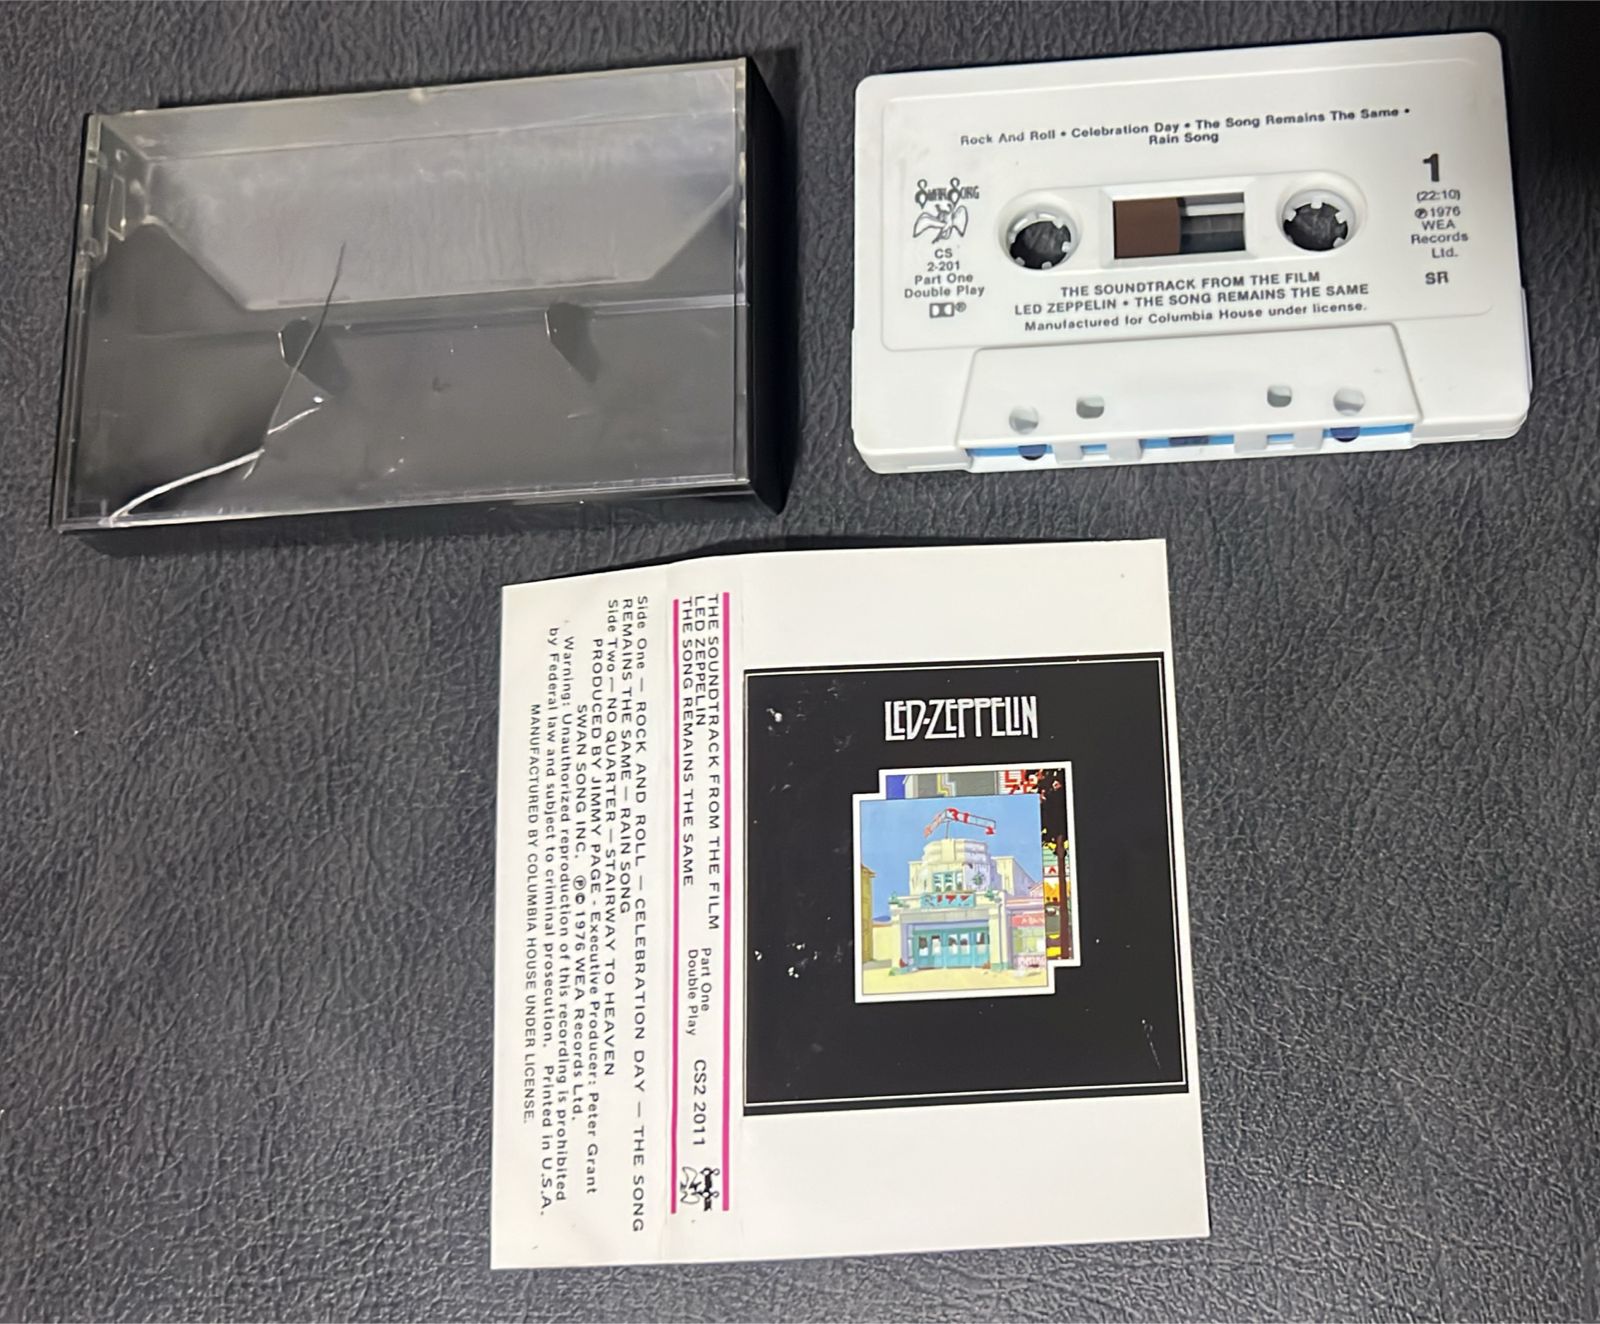 Rock And Roll • Celebration Day • The Song Remains The Same •
Rain Song
SWAN SONG
CS
2-201
Part One
Double Play
1
(22:10)
℗1976
WEA
Records
Ltd.
SR
THE SOUNDTRACK FROM THE FILM
LED ZEPPELIN • THE SONG REMAINS THE SAME
Manufactured for Columbia House under license.
LED-ZEPPELIN
RITZ
THE SOUNDTRACK FROM THE FILM
LED ZEPPELIN
THE SONG REMAINS THE SAME
Part One
Double Play
CS2 2011
Side One — ROCK AND ROLL — CELEBRATION DAY — THE SONG
REMAINS THE SAME — RAIN SONG
Side Two — NO QUARTER — STAIRWAY TO HEAVEN
PRODUCED BY JIMMY PAGE - Executive Producer: Peter Grant
SWAN SONG INC. ℗© 1976 WEA Records Ltd.
Warning: Unauthorized reproduction of this recording is prohibited
by Federal law and subject to criminal prosecution. Printed in U.S.A.
MANUFACTURED BY COLUMBIA HOUSE UNDER LICENSE.